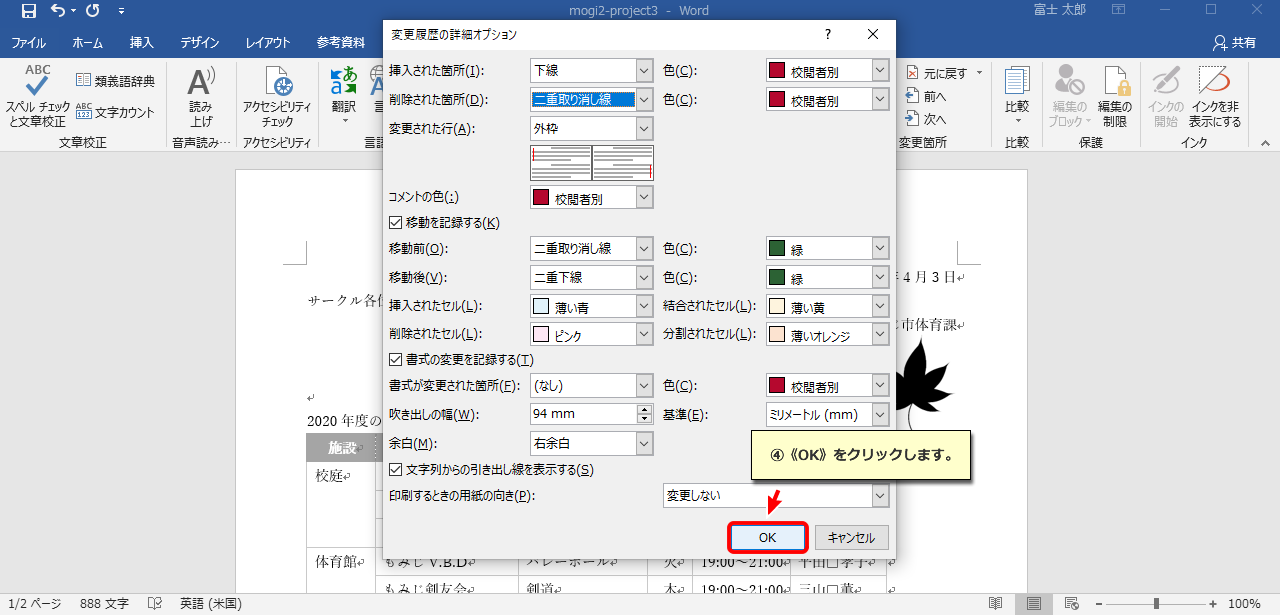 mogi2-project3 - Word
富士 太郎
ファイル ホーム 挿入 デザイン レイアウト 参考資料
共有
ABC
スペル チェックと文章校正
類義語辞典
ABC 123 文字カウント
文章校正
A
読み上げ
音声読み…
アクセシビリティ チェック
アクセシビリティ
あ
翻訳
元に戻す
前へ
次へ
変更箇所
比較
比較
編集のブロック
編集の制限
保護
インクの開始
インクを非表示にする
インク
変更履歴の詳細オプション ?
挿入された箇所(I): 下線 色(C): 校閲者別
削除された箇所(D): 二重取り消し線 色(C): 校閲者別
変更された行(A): 外枠
コメントの色(:) 校閲者別
移動を記録する(K)
移動前(O): 二重取り消し線 色(C): 緑
移動後(V): 二重下線 色(C): 緑
挿入されたセル(L): 薄い青 結合されたセル(L): 薄い黄
削除されたセル(L): ピンク 分割されたセル(L): 薄いオレンジ
書式の変更を記録する(T)
書式が変更された箇所(F): (なし) 色(C): 校閲者別
吹き出しの幅(W): 94 mm 基準(E): ミリメートル (mm)
余白(M): 右余白
文字列からの引き出し線を表示する(S)
印刷するときの用紙の向き(P): 変更しない
OK キャンセル
④《OK》をクリックします。
4 月 3 日
サークル各
市体育課
2020 年度の
施設
校庭
体育館 もみじ V.B.D バレーボール 火 19:00～21:00 平田□孝子
もみじ剣友会 剣道 木 19:00～21:00 三山□薫
1/2 ページ 888 文字 英語 (米国) 100%